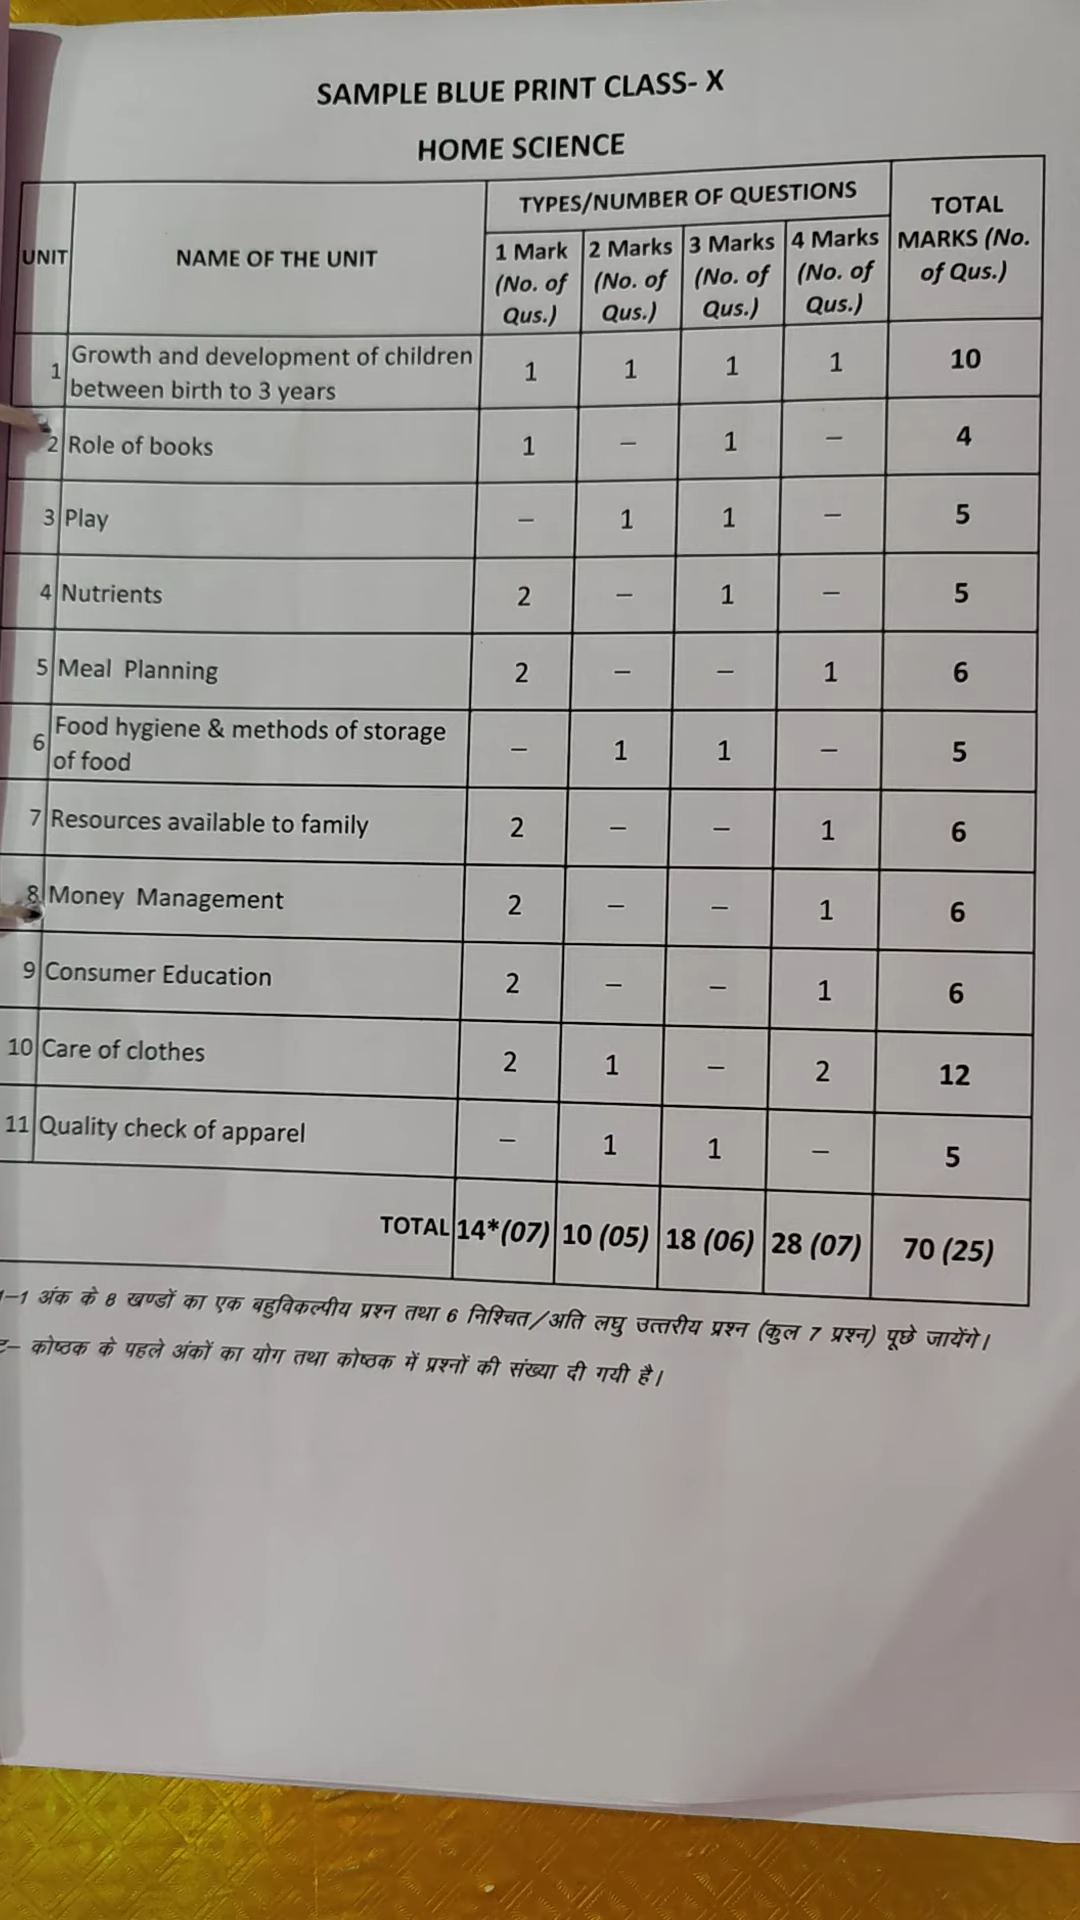 SAMPLE BLUE PRINT CLASS- X
HOME SCIENCE
UNIT NAME OF THE UNIT TYPES/NUMBER OF QUESTIONS TOTAL MARKS (No. of Qus.)
1 Mark (No. of Qus.) 2 Marks (No. of Qus.) 3 Marks (No. of Qus.) 4 Marks (No. of Qus.)
1 Growth and development of children between birth to 3 years 1 1 1 1 10
2 Role of books 1 – 1 – 4
3 Play – 1 1 – 5
4 Nutrients 2 – 1 – 5
5 Meal Planning 2 – – 1 6
6 Food hygiene & methods of storage of food – 1 1 – 5
7 Resources available to family 2 – – 1 6
8 Money Management 2 – – 1 6
9 Consumer Education 2 – – 1 6
10 Care of clothes 2 1 – 2 12
11 Quality check of apparel – 1 1 – 5
TOTAL 14*(07) 10 (05) 18 (06) 28 (07) 70 (25)
–1 अंक के 8 खण्डों का एक बहुविकल्पीय प्रश्न तथा 6 निश्चित/अति लघु उत्तरीय प्रश्न (कुल 7 प्रश्न) पूछे जायेंगे।
– कोष्ठक के पहले अंकों का योग तथा कोष्ठक में प्रश्नों की संख्या दी गयी है।